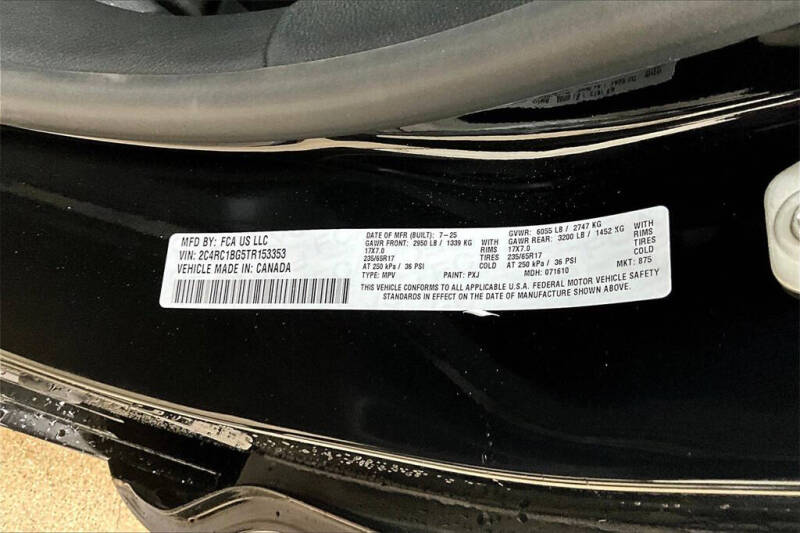 MFD BY: FCA US LLC
VIN: 2C4RC1BG5TR153353
VEHICLE MADE IN: CANADA
DATE OF MFR (BUILT): 7-25
GVWR: 6055 LB / 2747 KG
GAWR FRONT: 2950 LB / 1339 KG WITH
17X7.0 RIMS
235/65R17 TIRES
AT 250 kPa / 36 PSI COLD
GAWR REAR: 3200 LB / 1452 KG WITH
17X7.0 RIMS
235/65R17 TIRES
AT 250 kPa / 36 PSI COLD
TYPE: MPV PAINT: PXJ MDH: 071610 MKT: 875
THIS VEHICLE CONFORMS TO ALL APPLICABLE U.S.A. FEDERAL MOTOR VEHICLE SAFETY
STANDARDS IN EFFECT ON THE DATE OF MANUFACTURE SHOWN ABOVE.